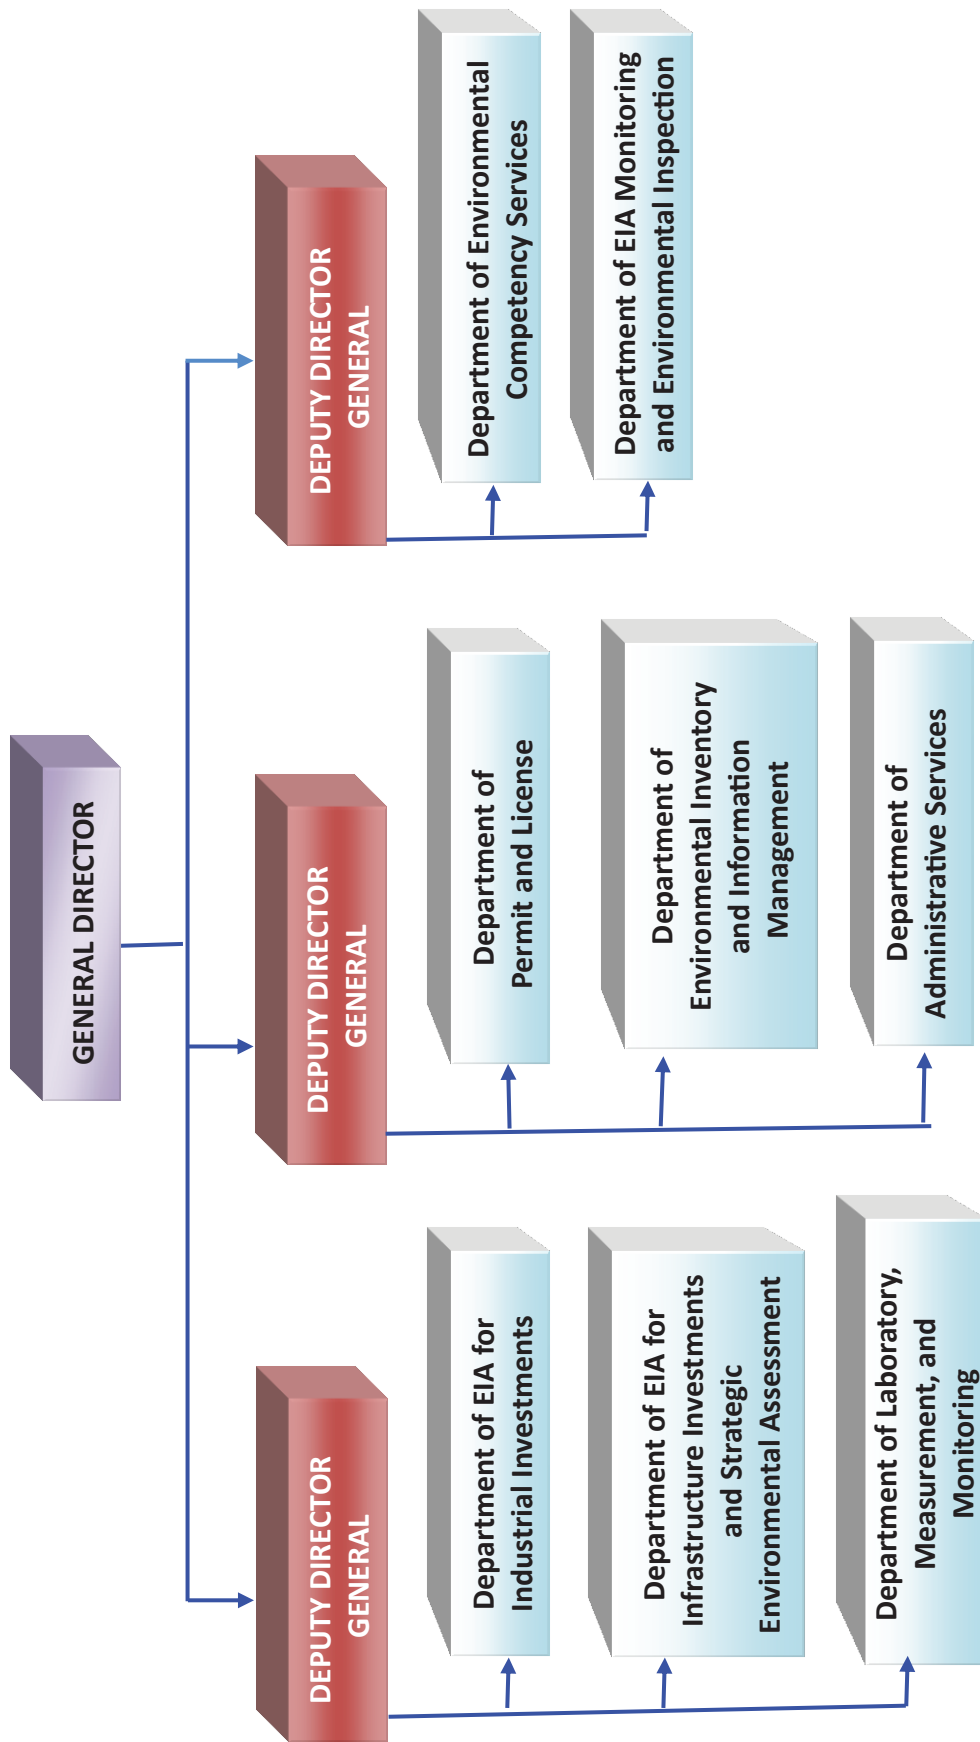 GENERAL DIRECTOR
DEPUTY DIRECTOR
GENERAL
Department of EIA for
Industrial Investments
Department of EIA for
Infrastructure Investments
and Strategic
Environmental Assessment
Department of Laboratory,
Measurement, and
Monitoring
DEPUTY DIRECTOR
GENERAL
Department of
Permit and License
Department of
Environmental Inventory
and Information
Management
Department of
Administrative Services
DEPUTY DIRECTOR
GENERAL
Department of Environmental
Competency Services
Department of EIA Monitoring
and Environmental Inspection